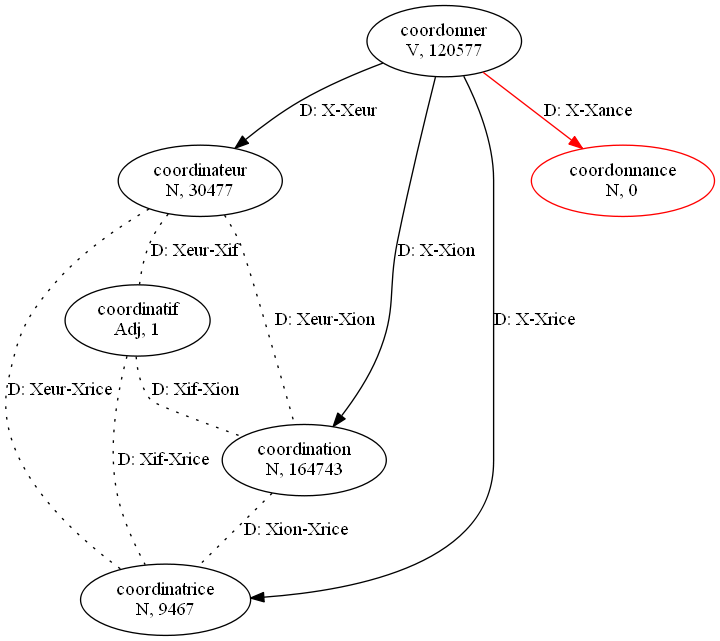 coordonner
V, 120577
D: X-Xeur
D: X-Xance
coordinateur
N, 30477
coordonnance
N, 0
D: Xeur-Xif
D: X-Xion
coordinatif
Adj, 1
D: Xeur-Xion
D: X-Xrice
D: Xeur-Xrice
D: Xif-Xion
D: Xif-Xrice
coordination
N, 164743
D: Xion-Xrice
coordinatrice
N, 9467